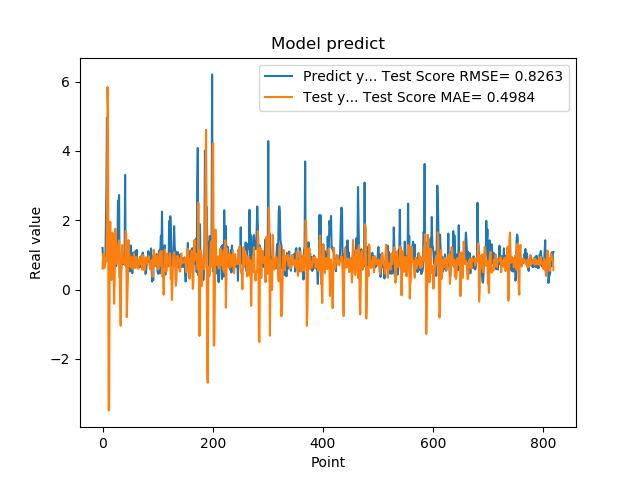 Model predict
Predict y... Test Score RMSE= 0.8263
Test y... Test Score MAE= 0.4984
Real value
6
4
2
0
−2
0 200 400 600 800
Point